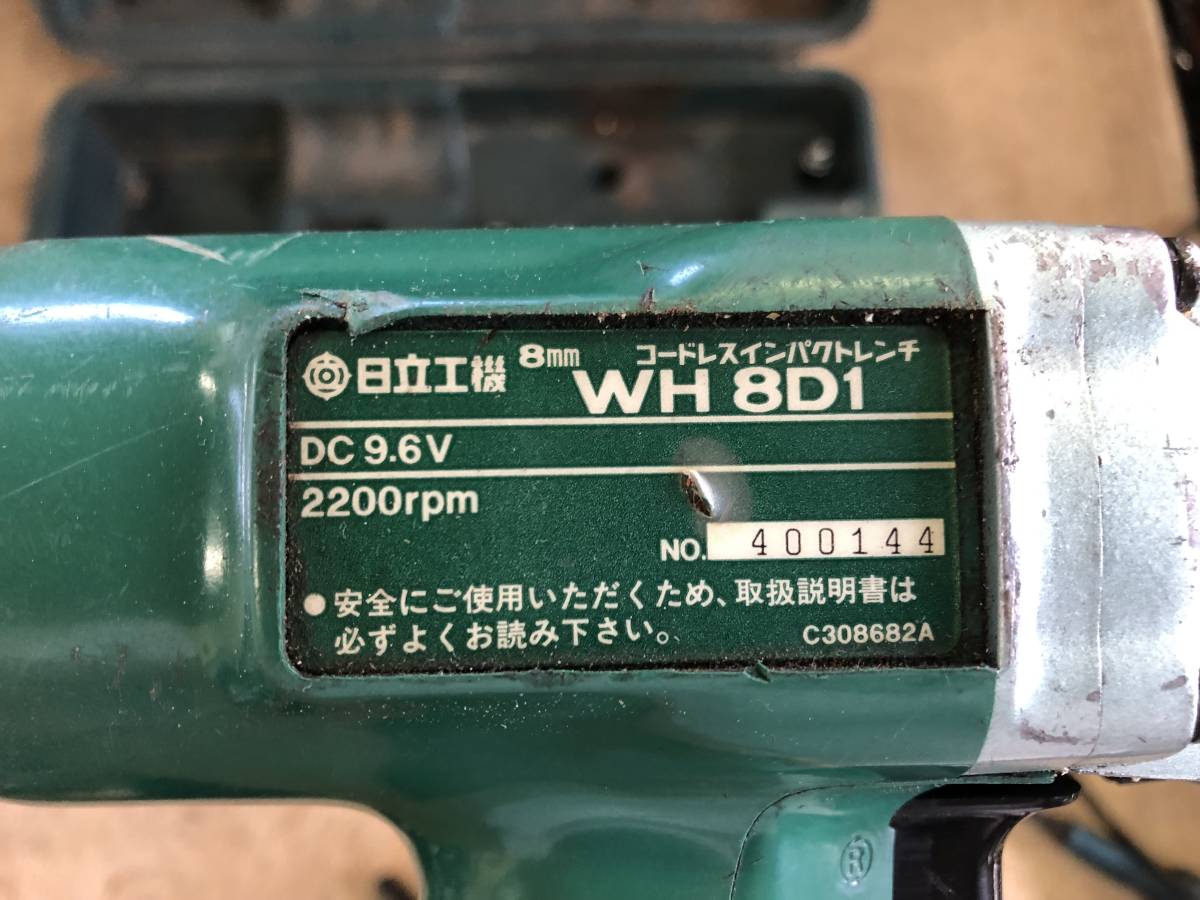 日立工機 8mm コードレスインパクトレンチ
WH 8D1
DC 9.6V
2200rpm
NO. 400144
●安全にご使用いただくため、取扱説明書は
必ずよくお読み下さい。 C308682A
®